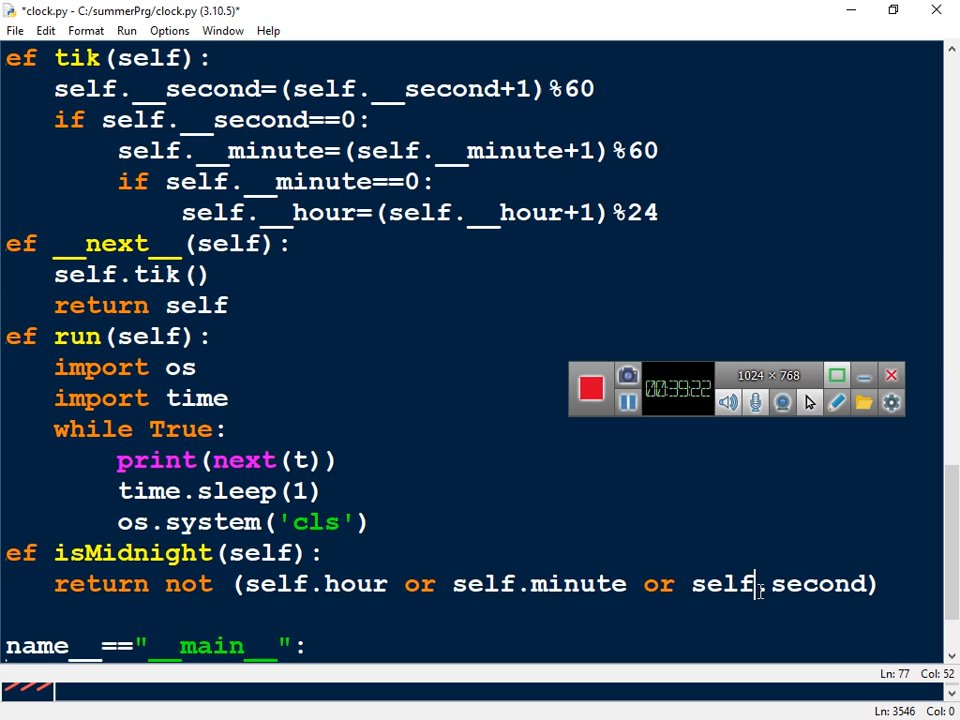 *clock.py - C:/summerPrg/clock.py (3.10.5)*
File Edit Format Run Options Window Help
ef tik(self):
self.__second=(self.__second+1)%60
if self.__second==0:
self.__minute=(self.__minute+1)%60
if self.__minute==0:
self.__hour=(self.__hour+1)%24
ef __next__(self):
self.tik()
return self
ef run(self):
import os
import time
while True:
print(next(t))
time.sleep(1)
os.system('cls')
ef isMidnight(self):
return not (self.hour or self.minute or self.second)
name__=="__main__":
00:39:22
1024 × 768
Ln: 77 Col: 52
Ln: 3546 Col: 0